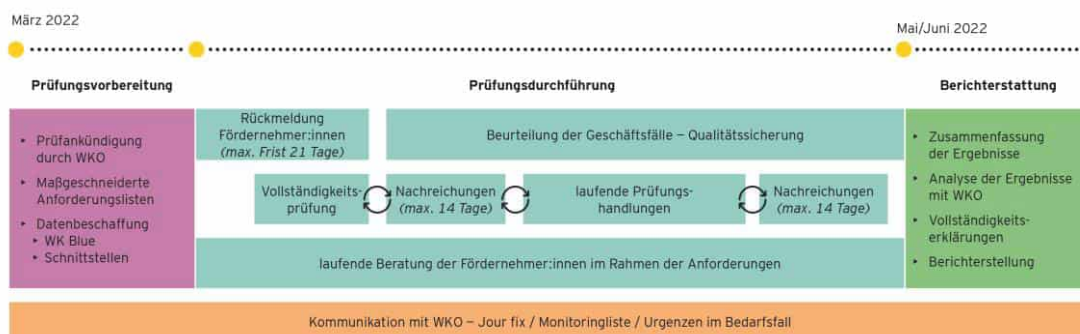 März 2022
Mai/Juni 2022
Prüfungsvorbereitung
Prüfungsdurchführung
Berichterstattung
‣ Prüfankündigung
durch WKO
‣ Maßgeschneiderte
Anforderungslisten
‣ Datenbeschaffung
‣ WK Blue
‣ Schnittstellen
Rückmeldung
Fördernehmer:innen
(max. Frist 21 Tage)
Beurteilung der Geschäftsfälle – Qualitätssicherung
Vollständigkeits-
prüfung
Nachreichungen
(max. 14 Tage)
laufende Prüfungs-
handlungen
Nachreichungen
(max. 14 Tage)
laufende Beratung der Fördernehmer:innen im Rahmen der Anforderungen
‣ Zusammenfassung
der Ergebnisse
‣ Analyse der Ergebnisse
mit WKO
‣ Vollständigkeits-
erklärungen
‣ Berichterstellung
Kommunikation mit WKO – Jour fix / Monitoringliste / Urgenzen im Bedarfsfall